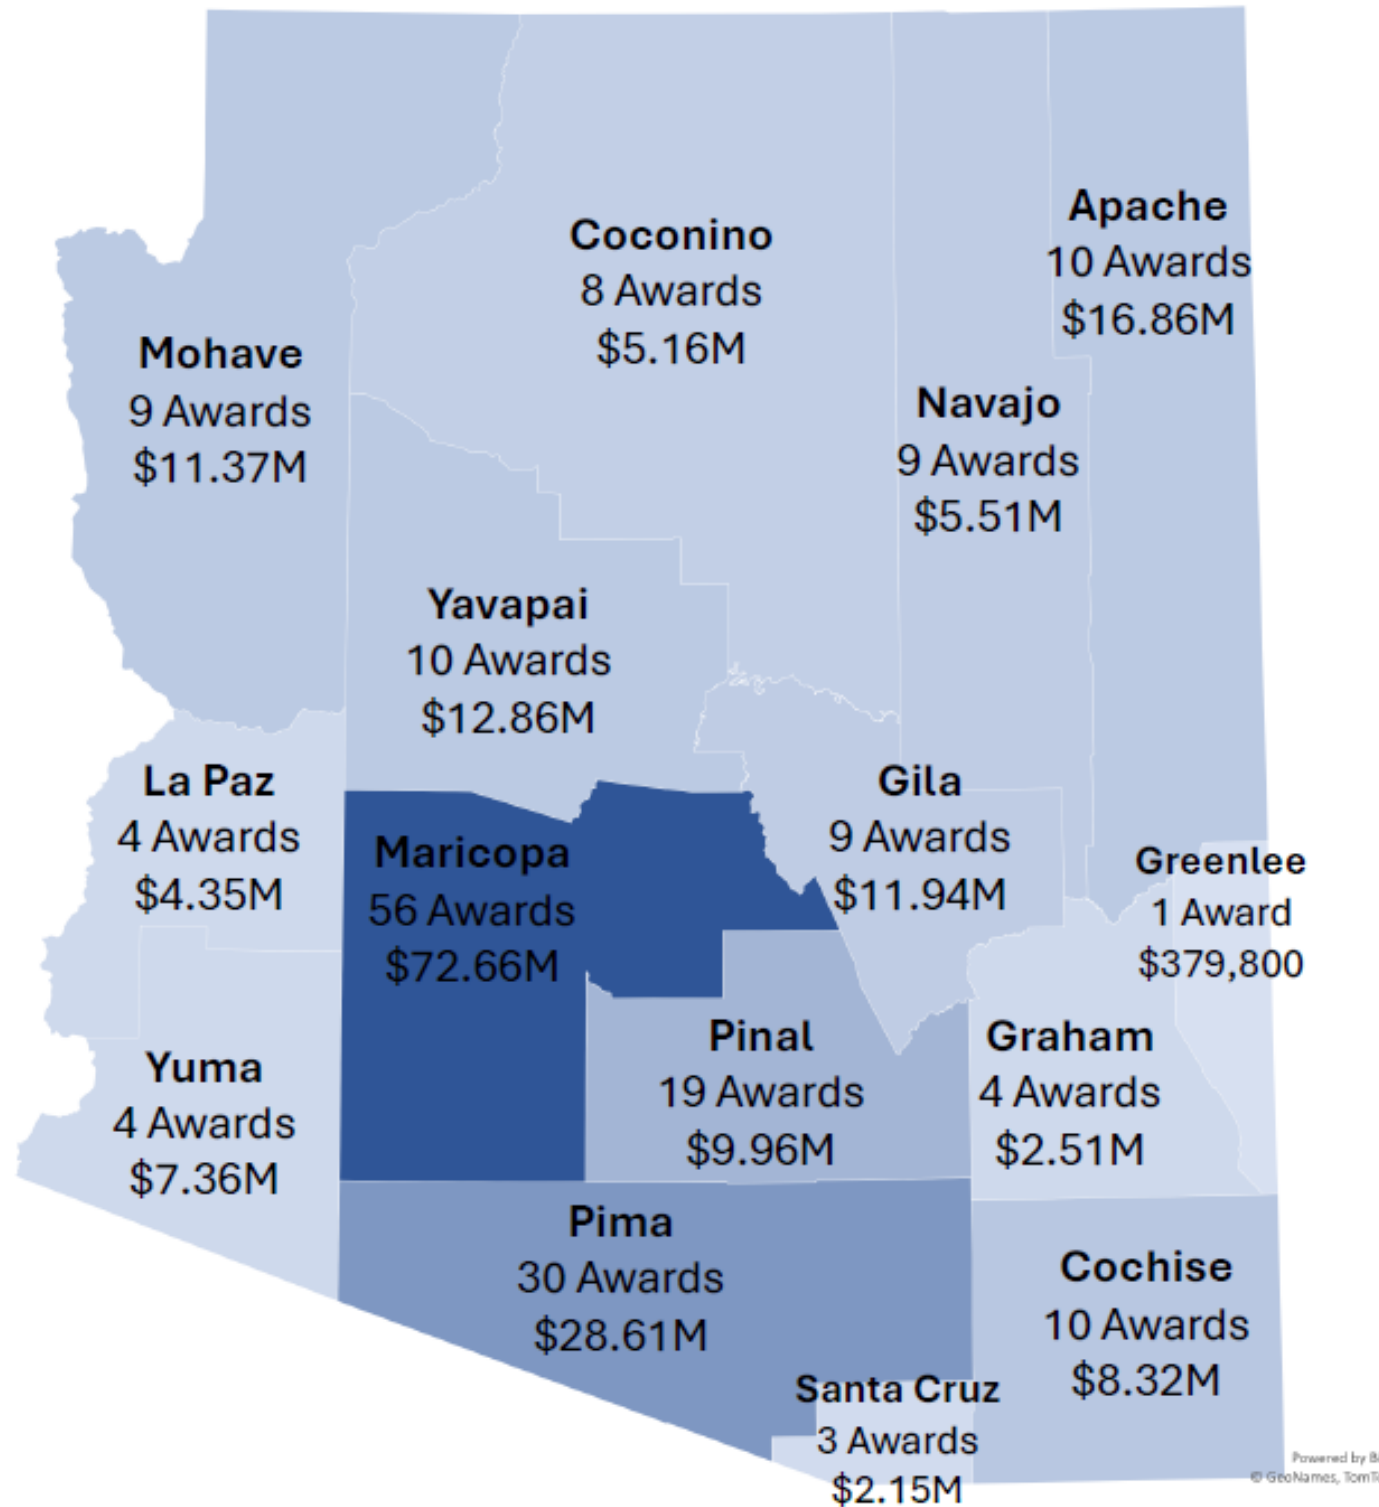 Apache
10 Awards
$16.86M
Coconino
8 Awards
$5.16M
Mohave
9 Awards
$11.37M
Navajo
9 Awards
$5.51M
Yavapai
10 Awards
$12.86M
La Paz
4 Awards
$4.35M
Maricopa
56 Awards
$72.66M
Gila
9 Awards
$11.94M
Greenlee
1 Award
$379,800
Yuma
4 Awards
$7.36M
Pinal
19 Awards
$9.96M
Graham
4 Awards
$2.51M
Pima
30 Awards
$28.61M
Cochise
10 Awards
$8.32M
Santa Cruz
3 Awards
$2.15M
Powered by
© GeoNames,